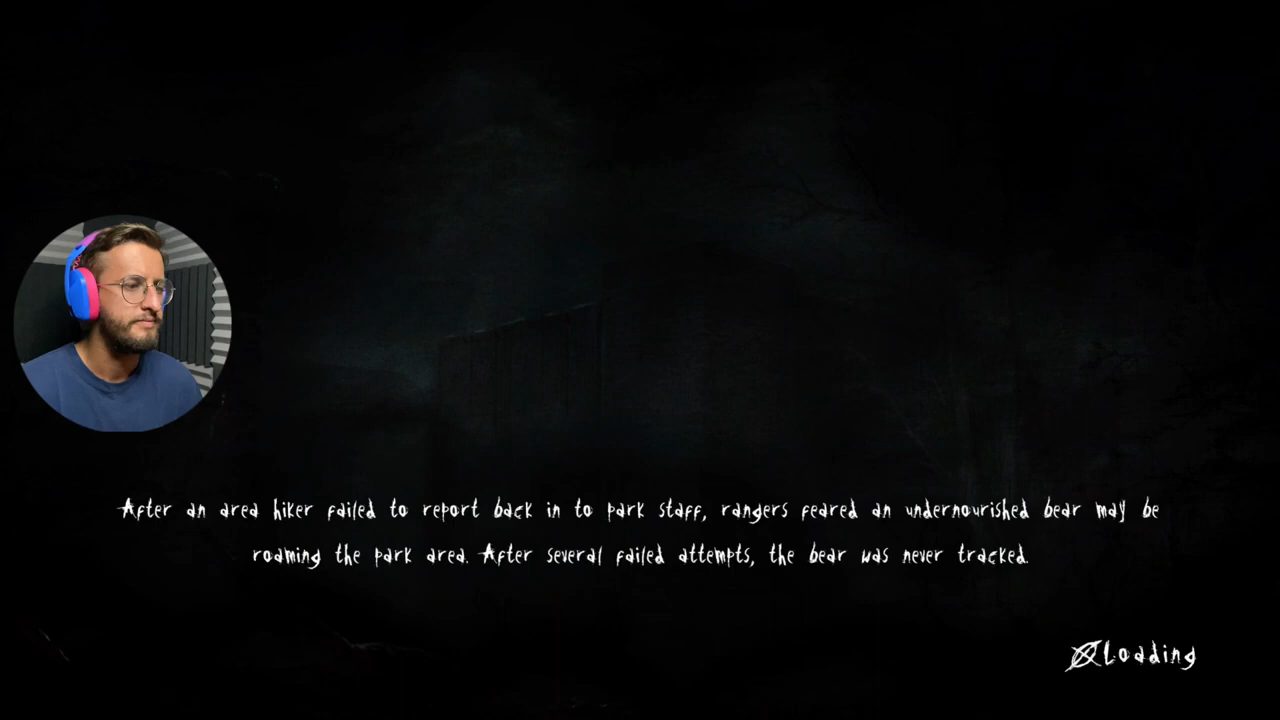 After an area hiker failed to report back in to park staff, rangers feared an undernourished bear may be
roaming the park area. After several failed attempts, the bear was never tracked.
Loading